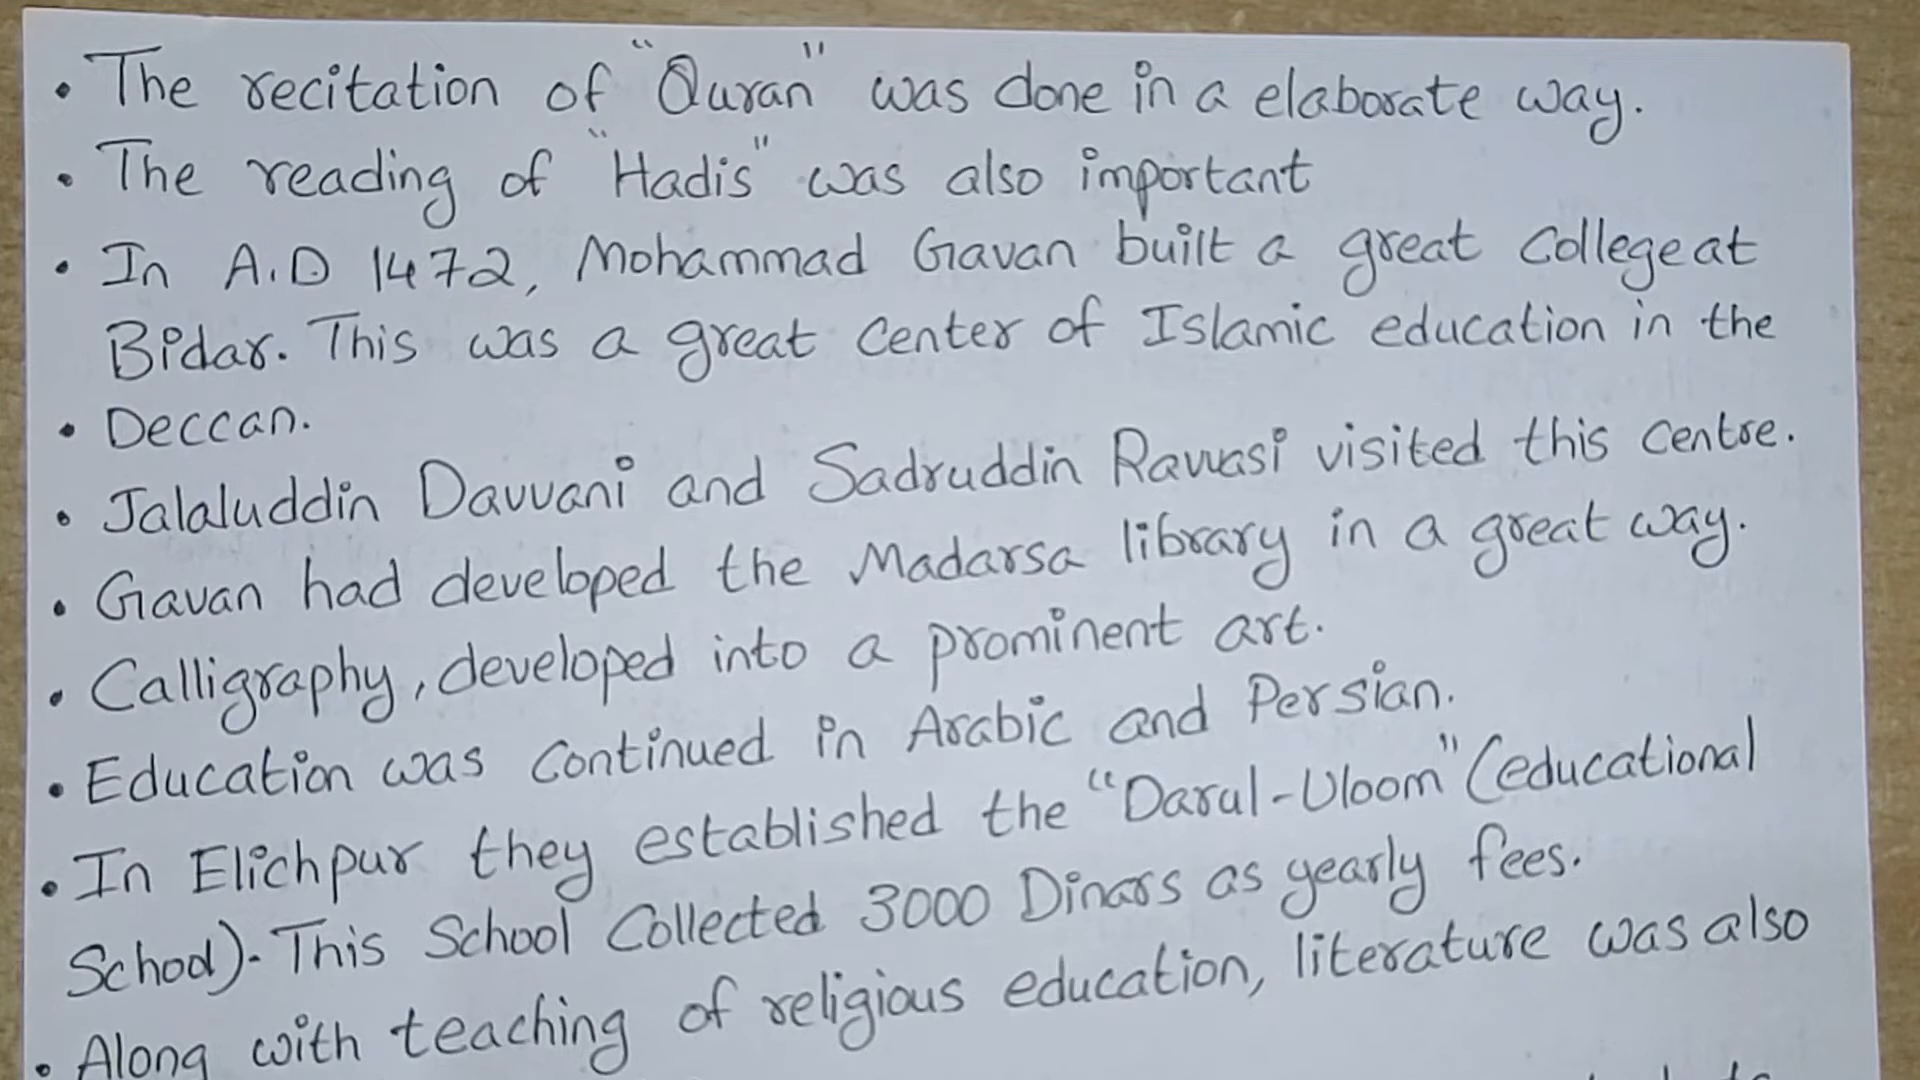 • The recitation of "Quran" was done in a elaborate way.
• The reading of "Hadis" was also important
• In A.D 1472, Mohammad Gavan built a great College at
Bidar. This was a great Center of Islamic education in the
• Deccan.
• Jalaluddin Davvani and Sadruddin Ravvasi visited this Centre.
• Gavan had developed the Madarsa library in a great way.
• Calligraphy, developed into a prominent art.
• Education was Continued in Arabic and Persian.
• In Elichpur they established the "Darul-Uloom" (educational
School). This School Collected 3000 Dinars as yearly fees.
• Along with teaching of religious education, literature was also